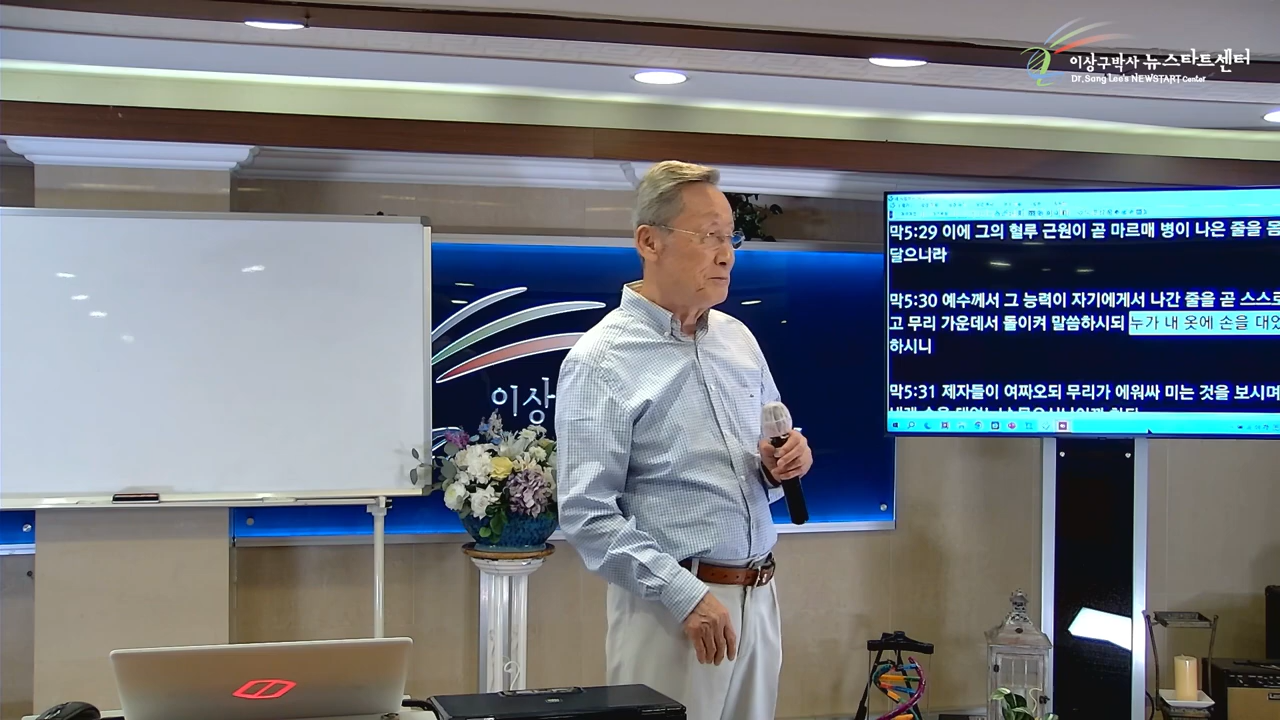 이상구박사 뉴스타트센터
Dr. Sang Lee's NEWSTART Center
막5:29 이에 그의 혈루 근원이 곧 마르매 병이 나은 줄을 몸
달으니라
막5:30 예수께서 그 능력이 자기에게서 나간 줄을 곧 스스로
고 무리 가운데서 돌이켜 말씀하시되 누가 내 옷에 손을 대었
하시니
막5:31 제자들이 여짜오되 무리가 에워싸 미는 것을 보시며
이상